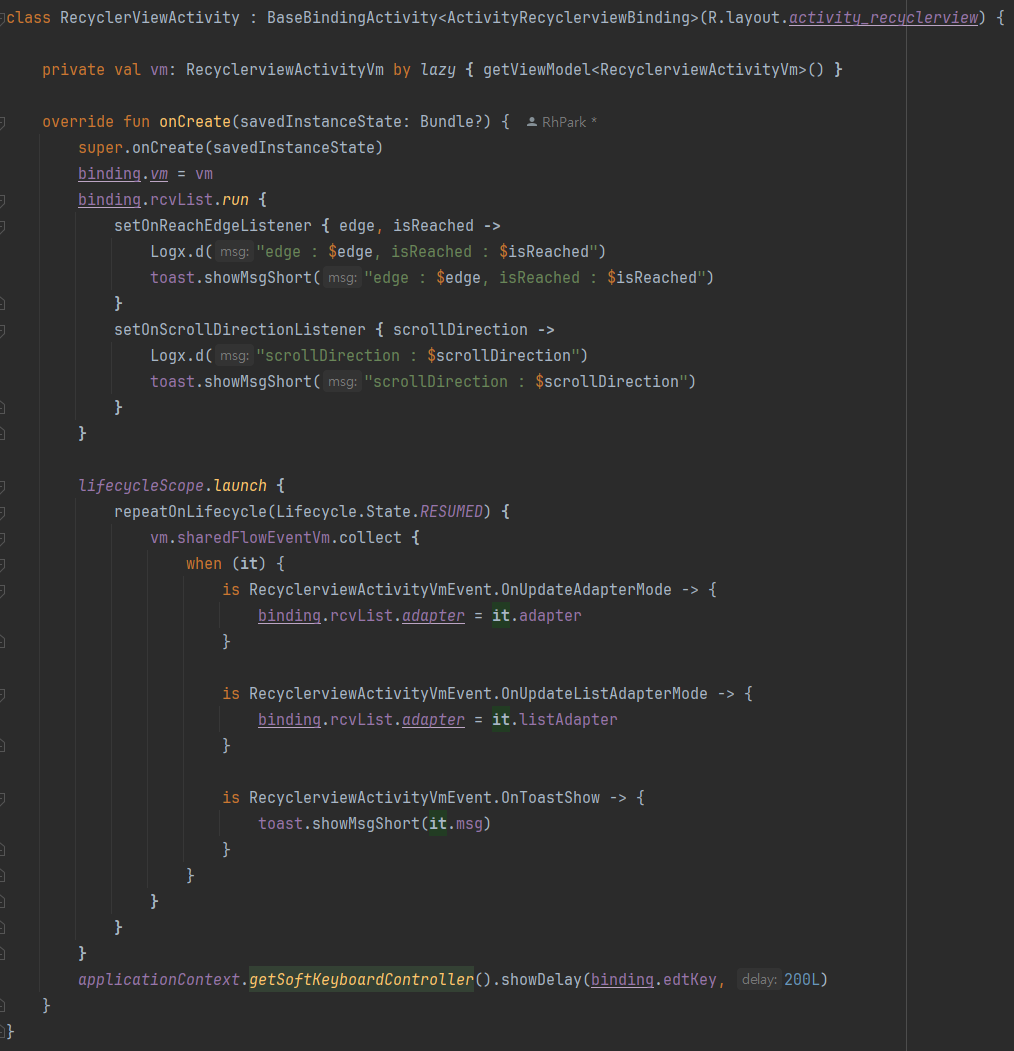 class RecyclerViewActivity : BaseBindingActivity<ActivityRecyclerviewBinding>(R.layout.activity_recyclerview) {
private val vm: RecyclerviewActivityVm by lazy { getViewModel<RecyclerviewActivityVm>() }
override fun onCreate(savedInstanceState: Bundle?) { RhPark *
super.onCreate(savedInstanceState)
binding.vm = vm
binding.rcvList.run {
setOnReachEdgeListener { edge, isReached ->
Logx.d( msg: "edge : $edge, isReached : $isReached")
toast.showMsgShort( msg: "edge : $edge, isReached : $isReached")
}
setOnScrollDirectionListener { scrollDirection ->
Logx.d( msg: "scrollDirection : $scrollDirection")
toast.showMsgShort( msg: "scrollDirection : $scrollDirection")
}
}
lifecycleScope.launch {
repeatOnLifecycle(Lifecycle.State.RESUMED) {
vm.sharedFlowEventVm.collect {
when (it) {
is RecyclerviewActivityVmEvent.OnUpdateAdapterMode -> {
binding.rcvList.adapter = it.adapter
}
is RecyclerviewActivityVmEvent.OnUpdateListAdapterMode -> {
binding.rcvList.adapter = it.listAdapter
}
is RecyclerviewActivityVmEvent.OnToastShow -> {
toast.showMsgShort(it.msg)
}
}
}
}
}
applicationContext.getSoftKeyboardController().showDelay(binding.edtKey, delay: 200L)
}
}